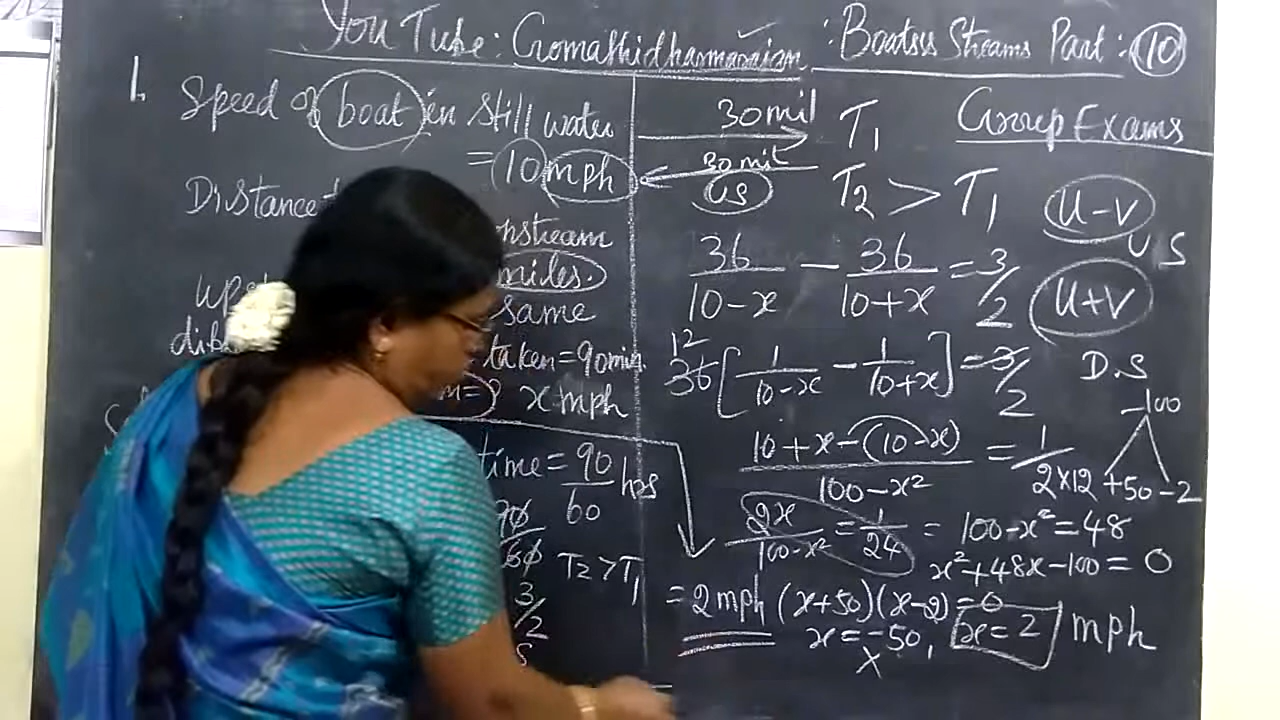 YouTube: Gomathidharmarajan : Boats & Streams Part: 10
1. Speed of boat in still water
= 10 mph
Distance
miles.
same
taken = 90 min.
x mph
time = 90/60 hrs
90/60 T2 > T1
3/2
30 mil T1
30 mil
US T2 > T1
Group Exams
U-V
US
U+V
D.S
36/10-x - 36/10+x = 3/2
12
36[1/10-x - 1/10+x] = 3/2
10+x-(10-x)/100-x² = 1/2×12
-100
+50 -2
2x/100-x² = 1/24 = 100-x² = 48
x²+48x-100 = 0
= 2 mph (x+50)(x-2) = 0
x = -50, x = 2 mph
X